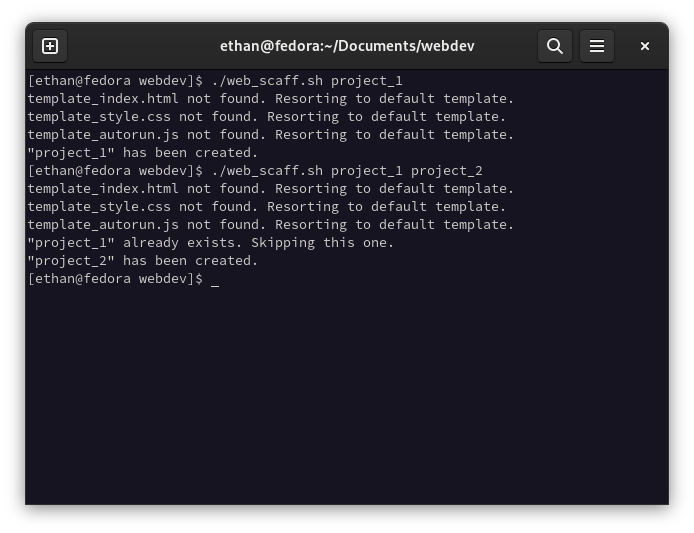 ethan@fedora:~/Documents/webdev
[ethan@fedora webdev]$ ./web_scaff.sh project_1
template_index.html not found. Resorting to default template.
template_style.css not found. Resorting to default template.
template_autorun.js not found. Resorting to default template.
"project_1" has been created.
[ethan@fedora webdev]$ ./web_scaff.sh project_1 project_2
template_index.html not found. Resorting to default template.
template_style.css not found. Resorting to default template.
template_autorun.js not found. Resorting to default template.
"project_1" already exists. Skipping this one.
"project_2" has been created.
[ethan@fedora webdev]$ _